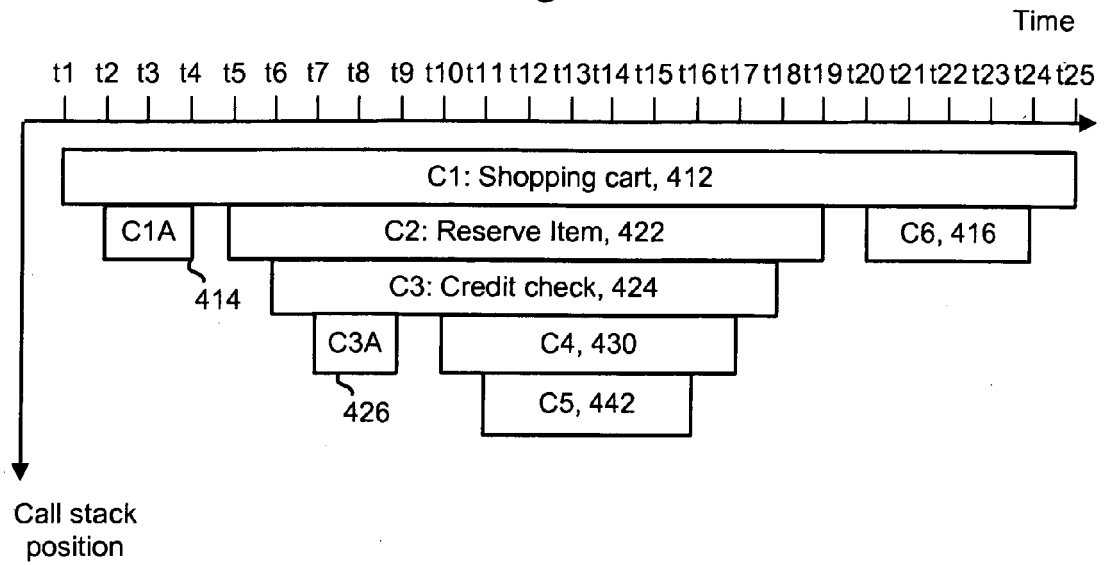 Time
t1 t2 t3 t4 t5 t6 t7 t8 t9 t10 t11 t12 t13 t14 t15 t16 t17 t18 t19 t20 t21 t22 t23 t24 t25
C1: Shopping cart, 412
C1A
C2: Reserve Item, 422
C6, 416
414
C3: Credit check, 424
C3A
C4, 430
426
C5, 442
Call stack
position